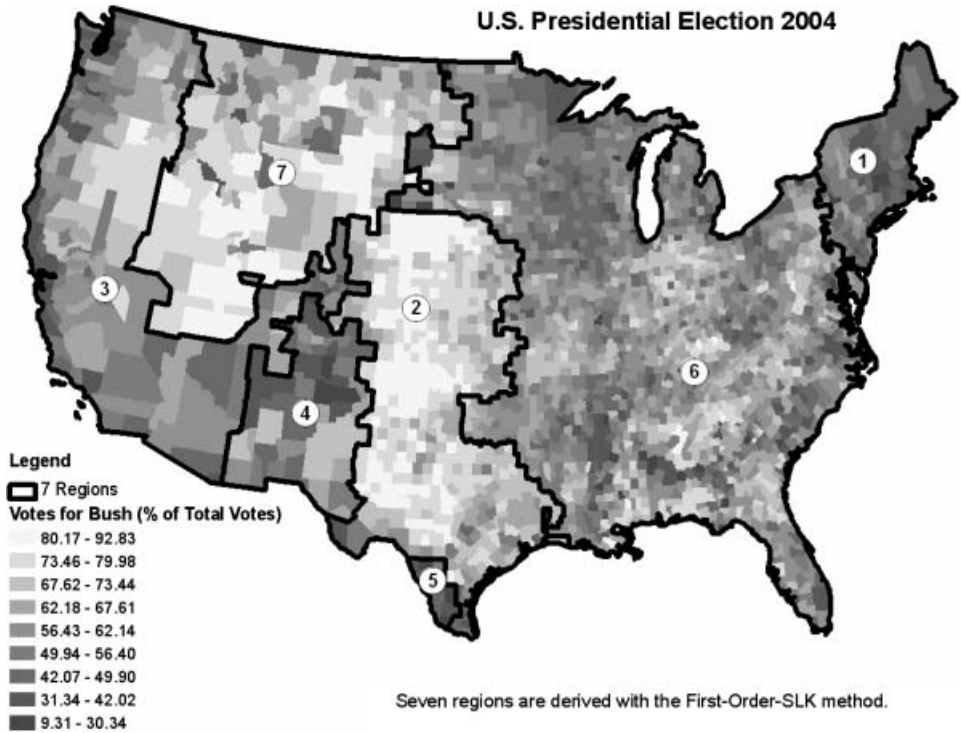 U.S. Presidential Election 2004
1
7
3
2
6
4
5
Legend
7 Regions
Votes for Bush (% of Total Votes)
80.17 - 92.83
73.46 - 79.98
67.62 - 73.44
62.18 - 67.61
56.43 - 62.14
49.94 - 56.40
42.07 - 49.90
31.34 - 42.02
9.31 - 30.34
Seven regions are derived with the First-Order-SLK method.